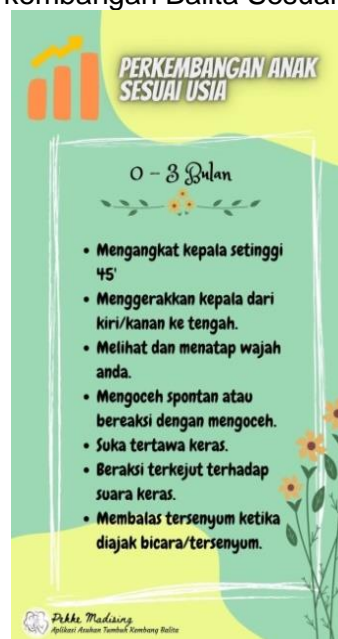 kembangan Balita Sesuai
PERKEMBANGAN ANAK
SESUAI USIA
0 - 3 Bulan
• Mengangkat kepala setinggi
45'
• Menggerakkan kepala dari
kiri/kanan ke tengah.
• Melihat dan menatap wajah
anda.
• Mengoceh spontan atau
bereaksi dengan mengoceh.
• Suka tertawa keras.
• Beraksi terkejut terhadap
suara keras.
• Membalas tersenyum ketika
diajak bicara/tersenyum.
Pekke Madising
Aplikasi Asuhan Tumbuh Kembang Balita